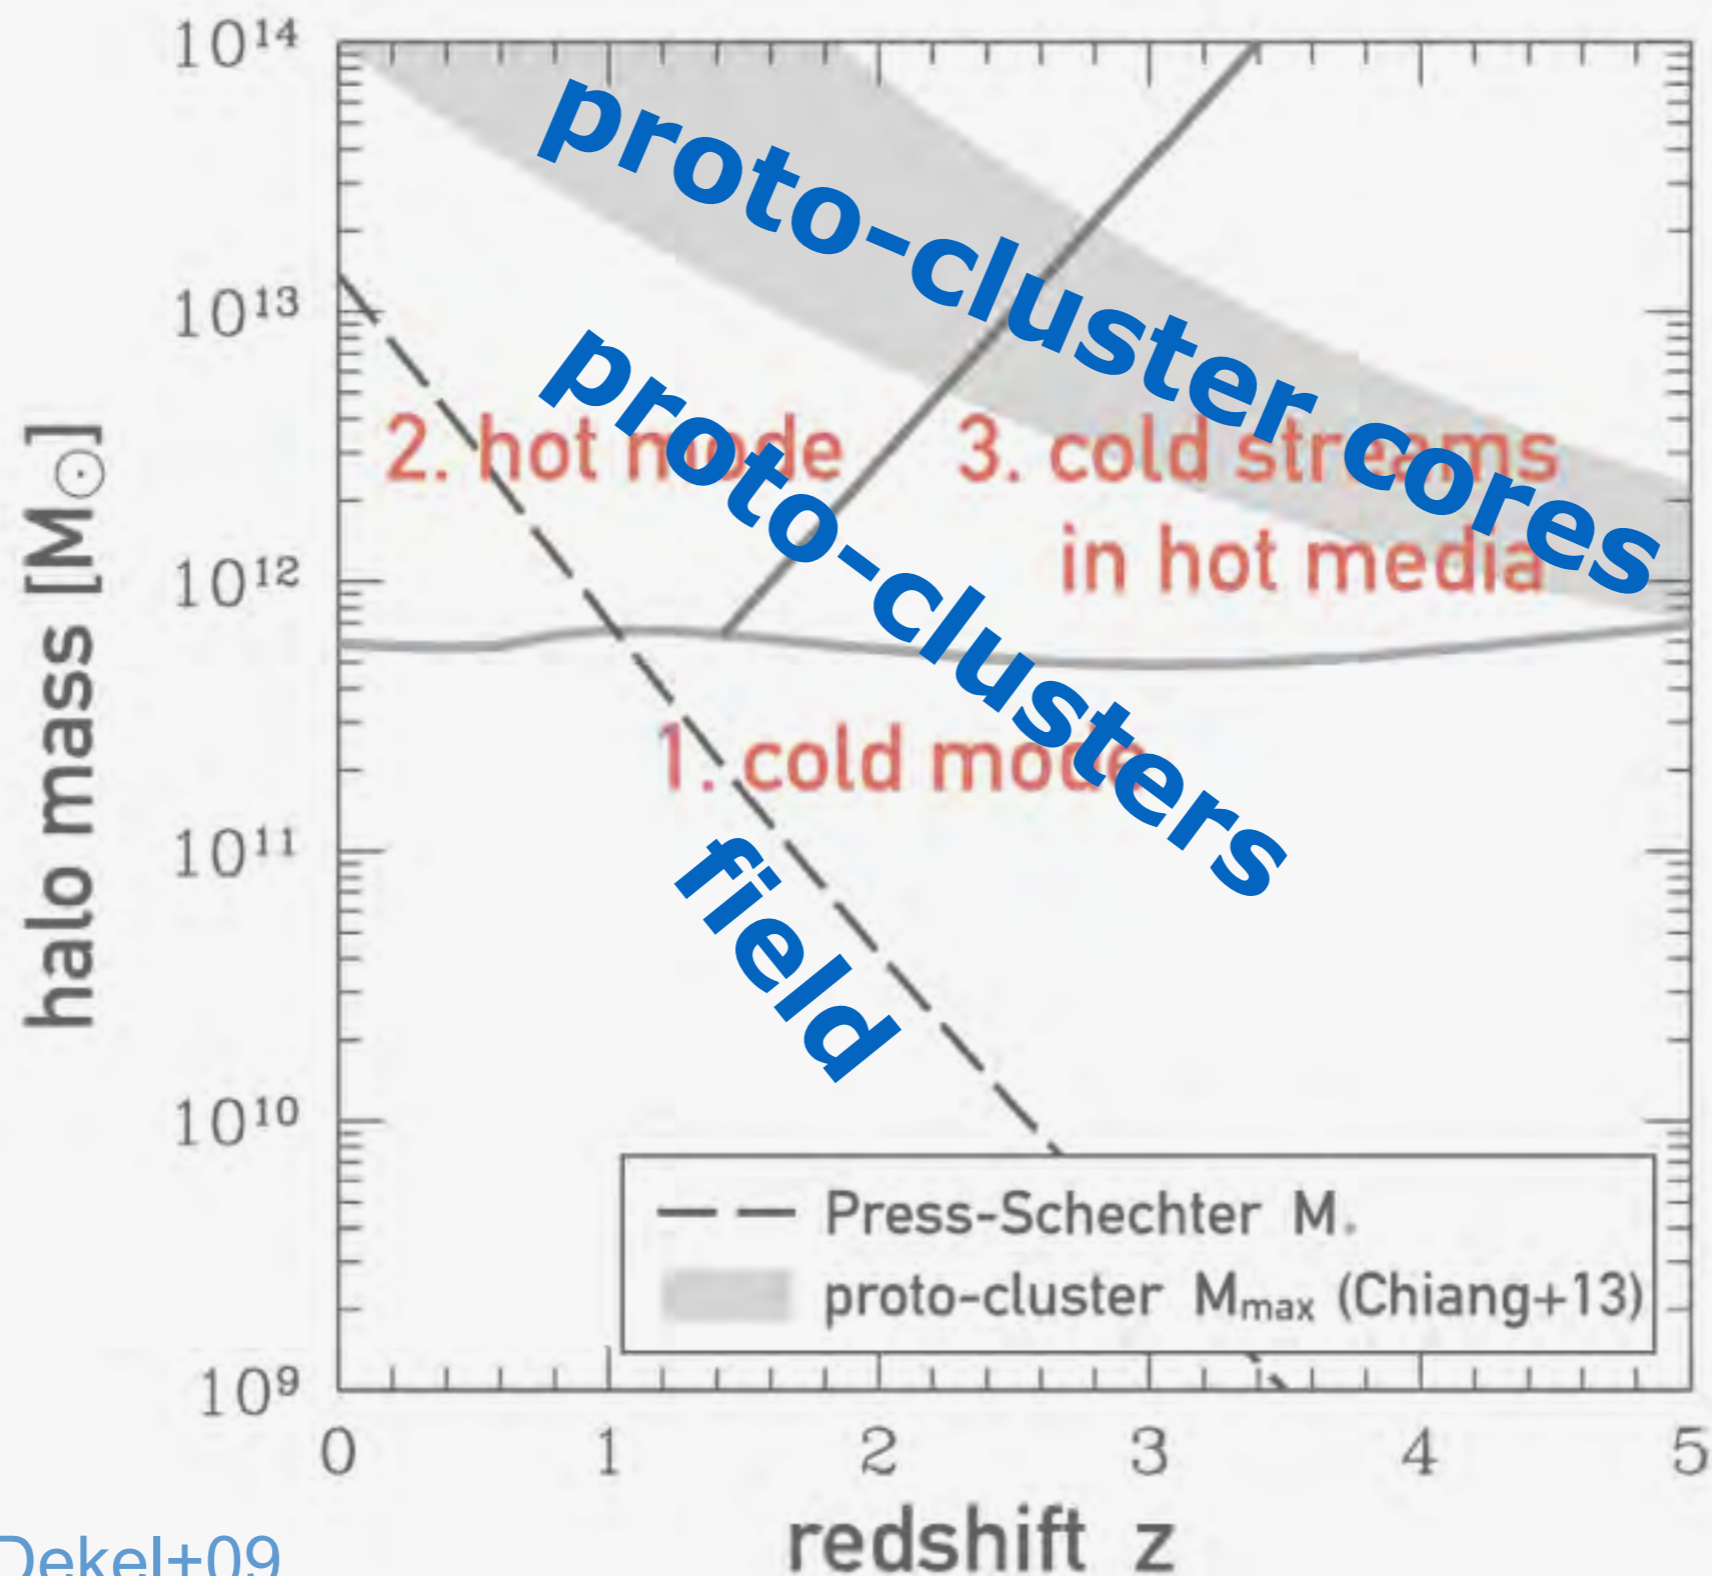 10¹⁴
10¹³
10¹²
10¹¹
10¹⁰
10⁹
halo mass [M☉]
proto-cluster cores
proto-clusters
field
2. hot mode
3. cold streams
in hot media
1. cold mode
Press-Schechter M*
proto-cluster Mmax (Chiang+13)
0 1 2 3 4 5
redshift z
Dekel+09